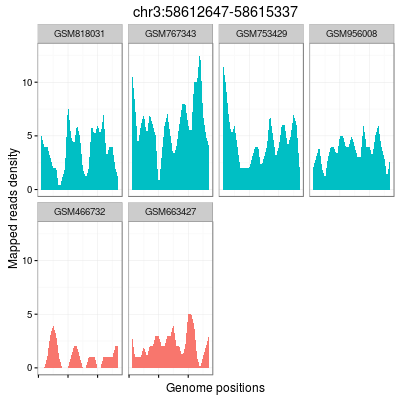 chr3:58612647-58615337
GSM818031 GSM767343 GSM753429 GSM956008
10
5
0
GSM466732 GSM663427
10
5
0
Mapped reads density
Genome positions